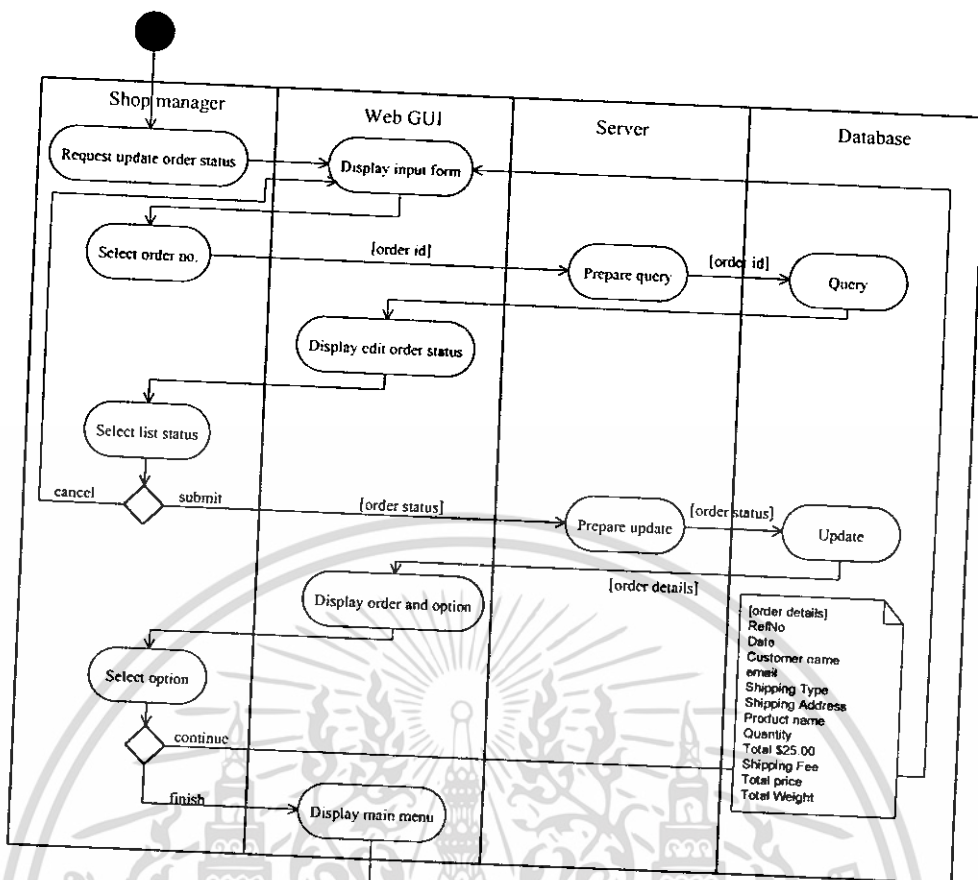 Shop manager
Web GUI
Server
Database
Request update order status
Display input form
Select order no.
[order id]
Prepare query
[order id]
Query
Display edit order status
Select list status
cancel
submit
[order status]
Prepare update
[order status]
Update
[order details]
Display order and option
Select option
continue
finish
Display main menu
[order details]
RefNo
Date
Customer name
email
Shipping Type
Shipping Address
Product name
Quantity
Total $25.00
Shipping Fee
Total price
Total Weight